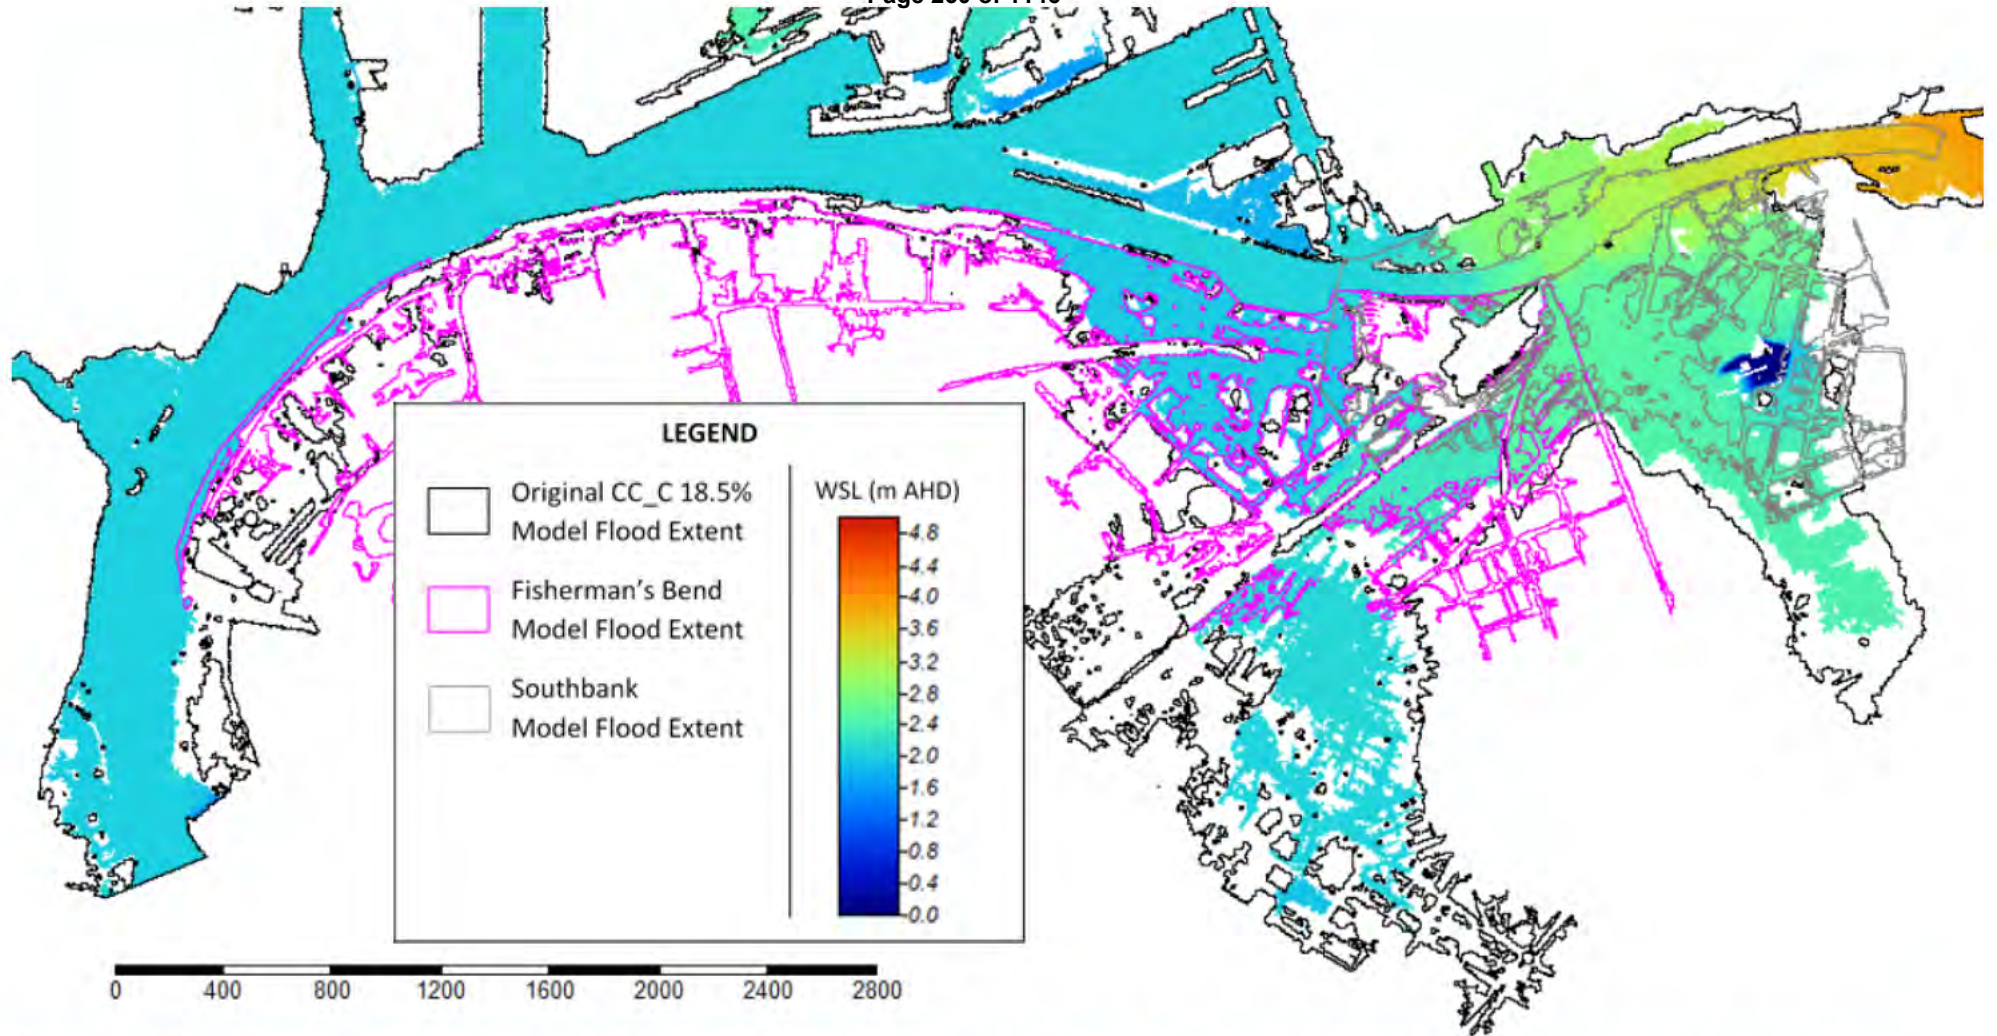 LEGEND
Original CC_C 18.5%
Model Flood Extent
Fisherman's Bend
Model Flood Extent
Southbank
Model Flood Extent
WSL (m AHD)
4.8
4.4
4.0
3.6
3.2
2.8
2.4
2.0
1.6
1.2
0.8
0.4
0.0
0 400 800 1200 1600 2000 2400 2800